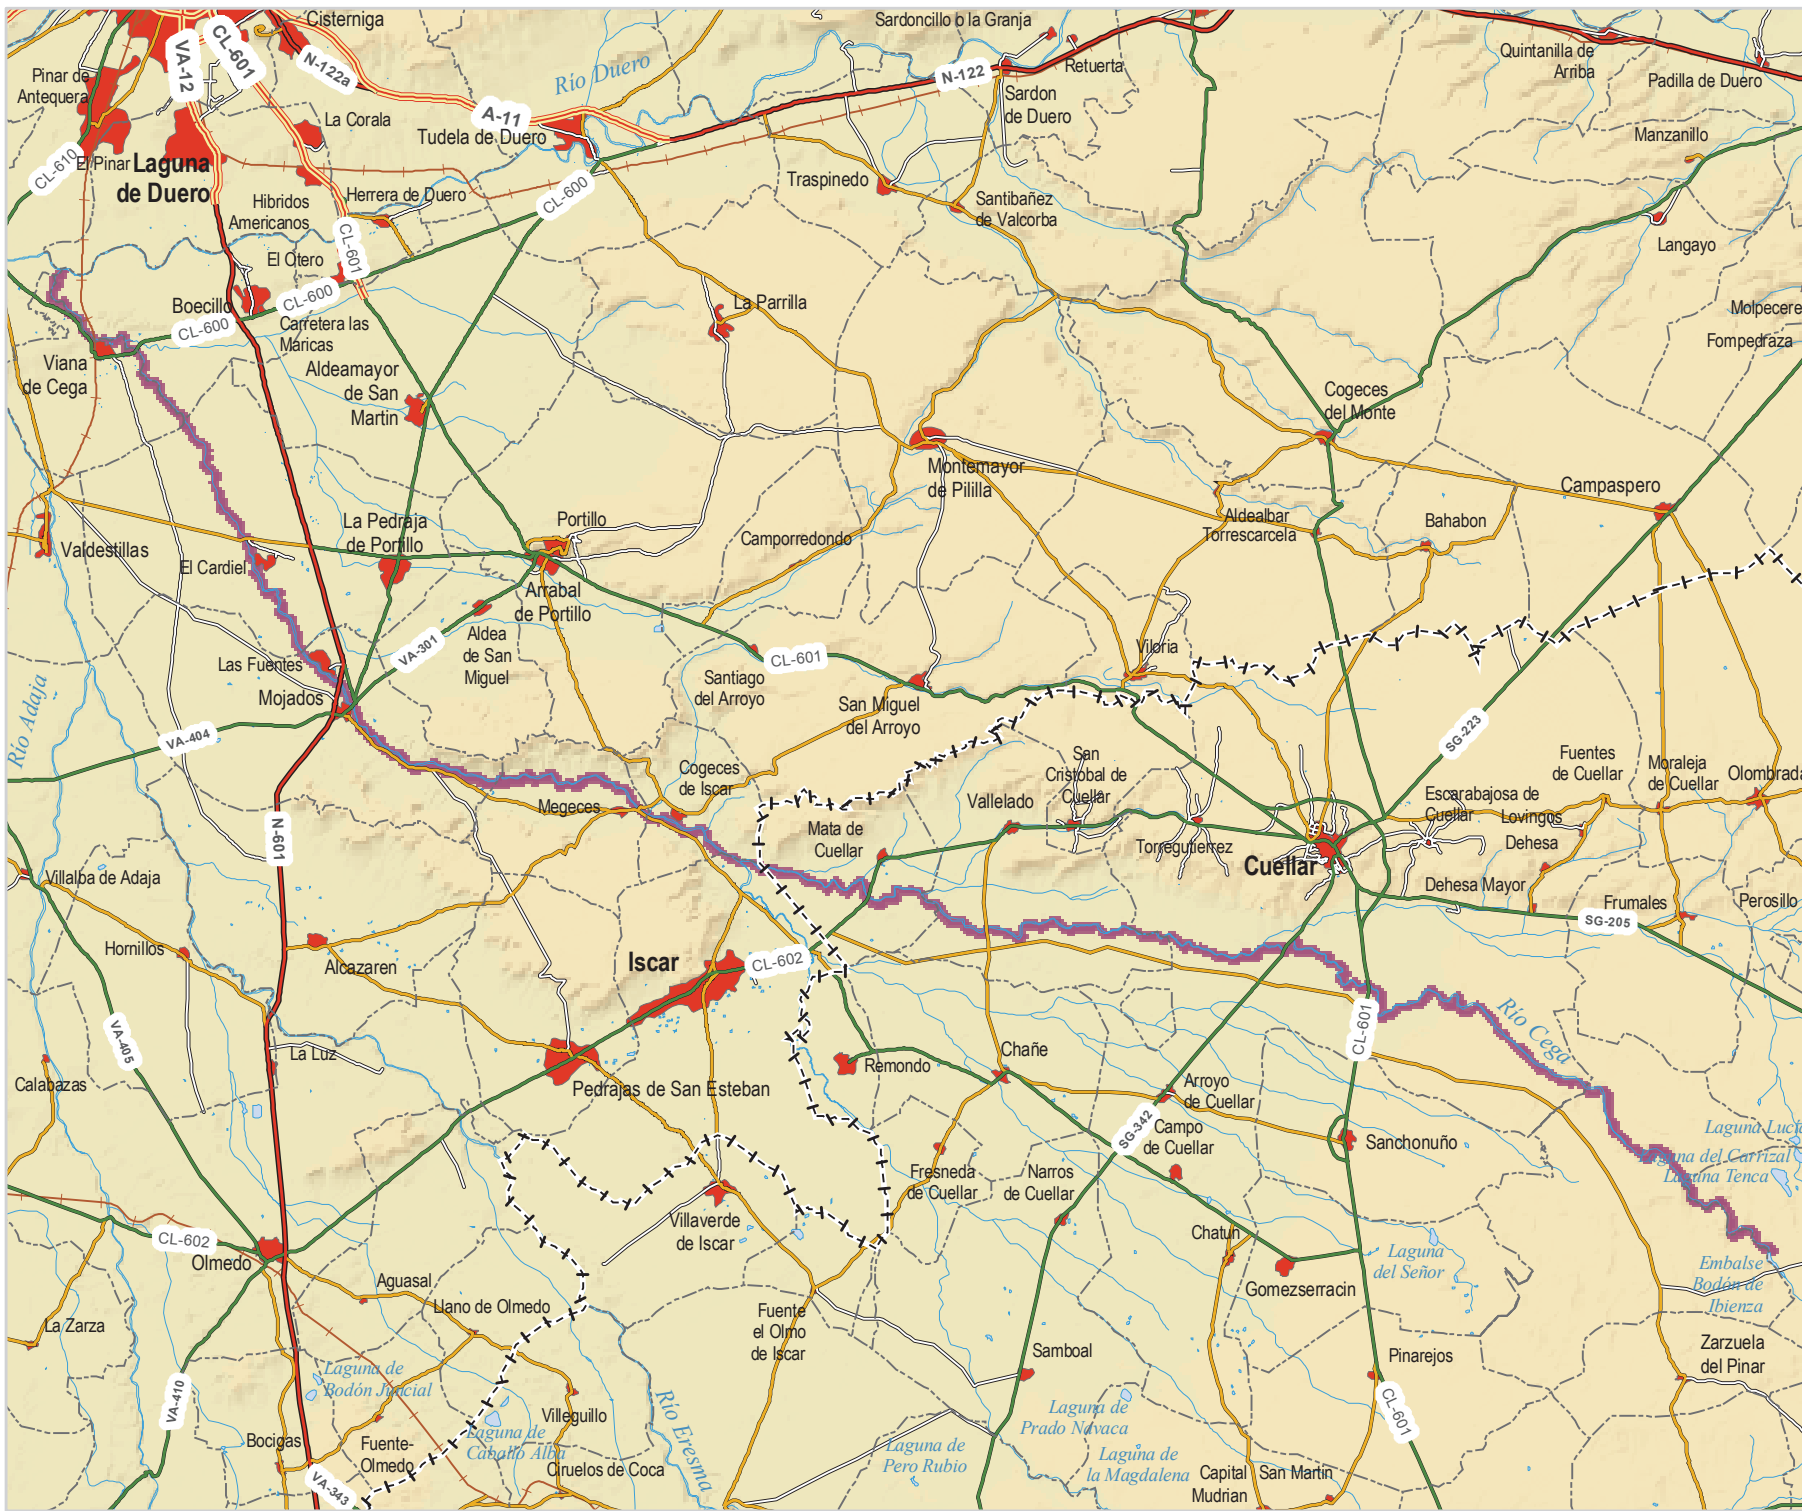 Cisterniga
Sardoncillo o la Granja
VA-12
CL-601
N-122a
Río Duero
N-122
Retuerta
Quintanilla de
Arriba
Padilla de Duero
Pinar de
Antequera
La Corala
A-11
Tudela de Duero
Sardon
de Duero
Manzanillo
CL-610
El Pinar
Laguna
de Duero
Hibridos
Americanos
Herrera de Duero
CL-600
Traspinedo
Santibañez
de Valcorba
Langayo
CL-601
El Otero
Boecillo
CL-600
CL-600
Carretera las
Maricas
La Parrilla
Molpecere
Fompedraza
Viana
de Cega
Aldeamayor
de San
Martin
Cogeces
del Monte
Montemayor
de Pililla
Campaspero
Valdestillas
La Pedraja
de Portillo
Portillo
Camporredondo
Aldealbar
Torrescarcela
Bahabon
El Cardiel
Arrabal
de Portillo
Aldea
de San
Miguel
VA-301
Las Fuentes
Mojados
CL-601
Santiago
del Arroyo
San Miguel
del Arroyo
Viloria
Río Adaja
VA-404
SG-223
Cogeces
de Iscar
Megeces
San
Cristobal de
Cuellar
Fuentes
de Cuellar
Moraleja
de Cuellar
Olombrada
N-601
Vallelado
Mata de
Cuellar
Torregutierrez
Cuellar
Escarabajosa de
Cuellar
Lovingos
Dehesa
Dehesa Mayor
Frumales
Perosillo
SG-205
Villalba de Adaja
Hornillos
Alcazaren
Iscar
CL-602
Río Cega
CL-601
VA-405
La Luz
Calabazas
Pedrajas de San Esteban
Remondo
Chañe
Arroyo
de Cuellar
SG-342
Campo
de Cuellar
Sanchonuño
Laguna Lucía
Laguna del Carrizal
Laguna Tenca
Fresneda
de Cuellar
Narros
de Cuellar
Villaverde
de Iscar
Chatun
Laguna
del Señor
Gomezserracin
Embalse
Bodón de
Ibienza
CL-602
Olmedo
Aguasal
Llano de Olmedo
La Zarza
Fuente
el Olmo
de Iscar
Samboal
Pinarejos
Zarzuela
del Pinar
Laguna de
Bodón Juncial
VA-410
Villeguillo
Río Eresma
Laguna de
Caballo Alba
Laguna de
Prado Navaca
CL-601
Bocigas
Fuente-
Olmedo
Ciruelos de Coca
Laguna de
Pero Rubio
Laguna de
la Magdalena
Capital
Mudrian
San Martin
VA-343